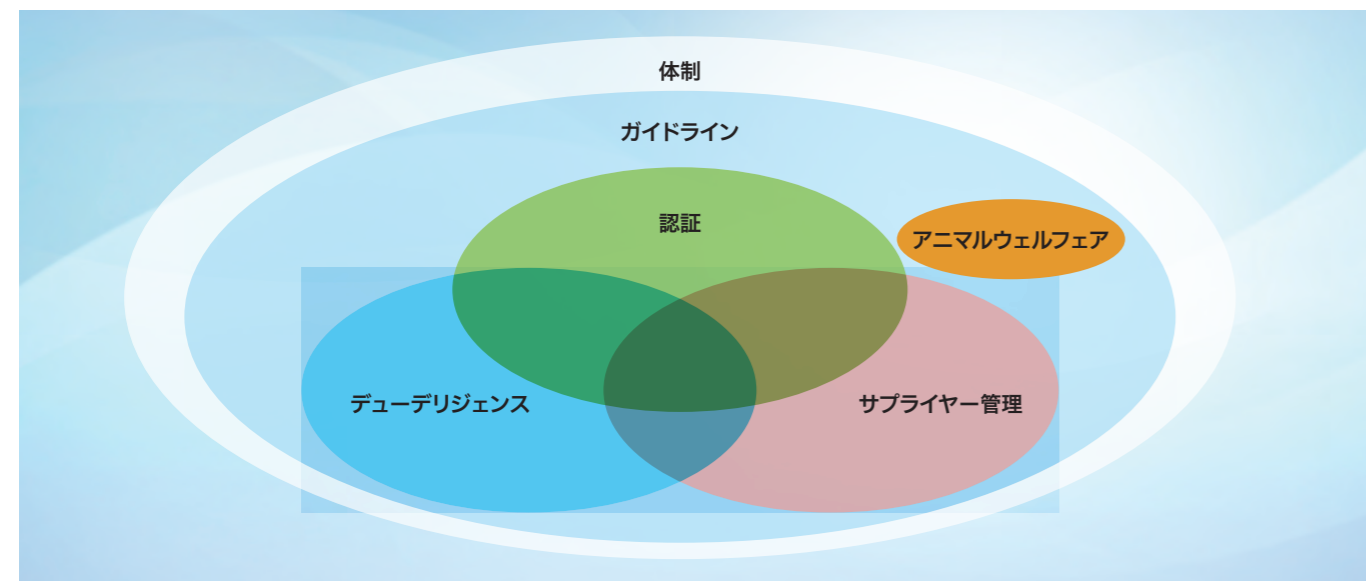 体制
ガイドライン
認証
アニマルウェルフェア
デューデリジェンス
サプライヤー管理